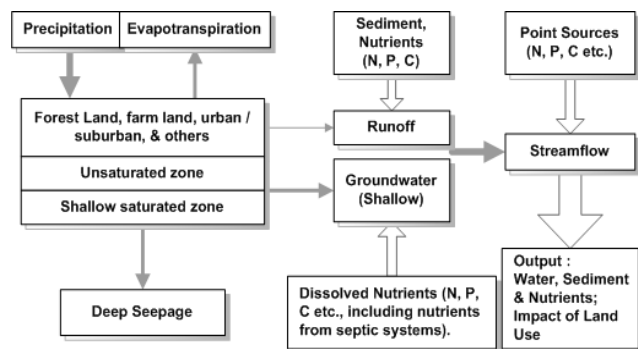 Precipitation
Evapotranspiration
Sediment,
Nutrients
(N, P, C)
Point Sources
(N, P, C etc.)
Forest Land, farm land, urban /
suburban, & others
Unsaturated zone
Shallow saturated zone
Runoff
Groundwater
(Shallow)
Streamflow
Deep Seepage
Dissolved Nutrients (N, P,
C etc., including nutrients
from septic systems).
Output :
Water, Sediment
& Nutrients;
Impact of Land
Use